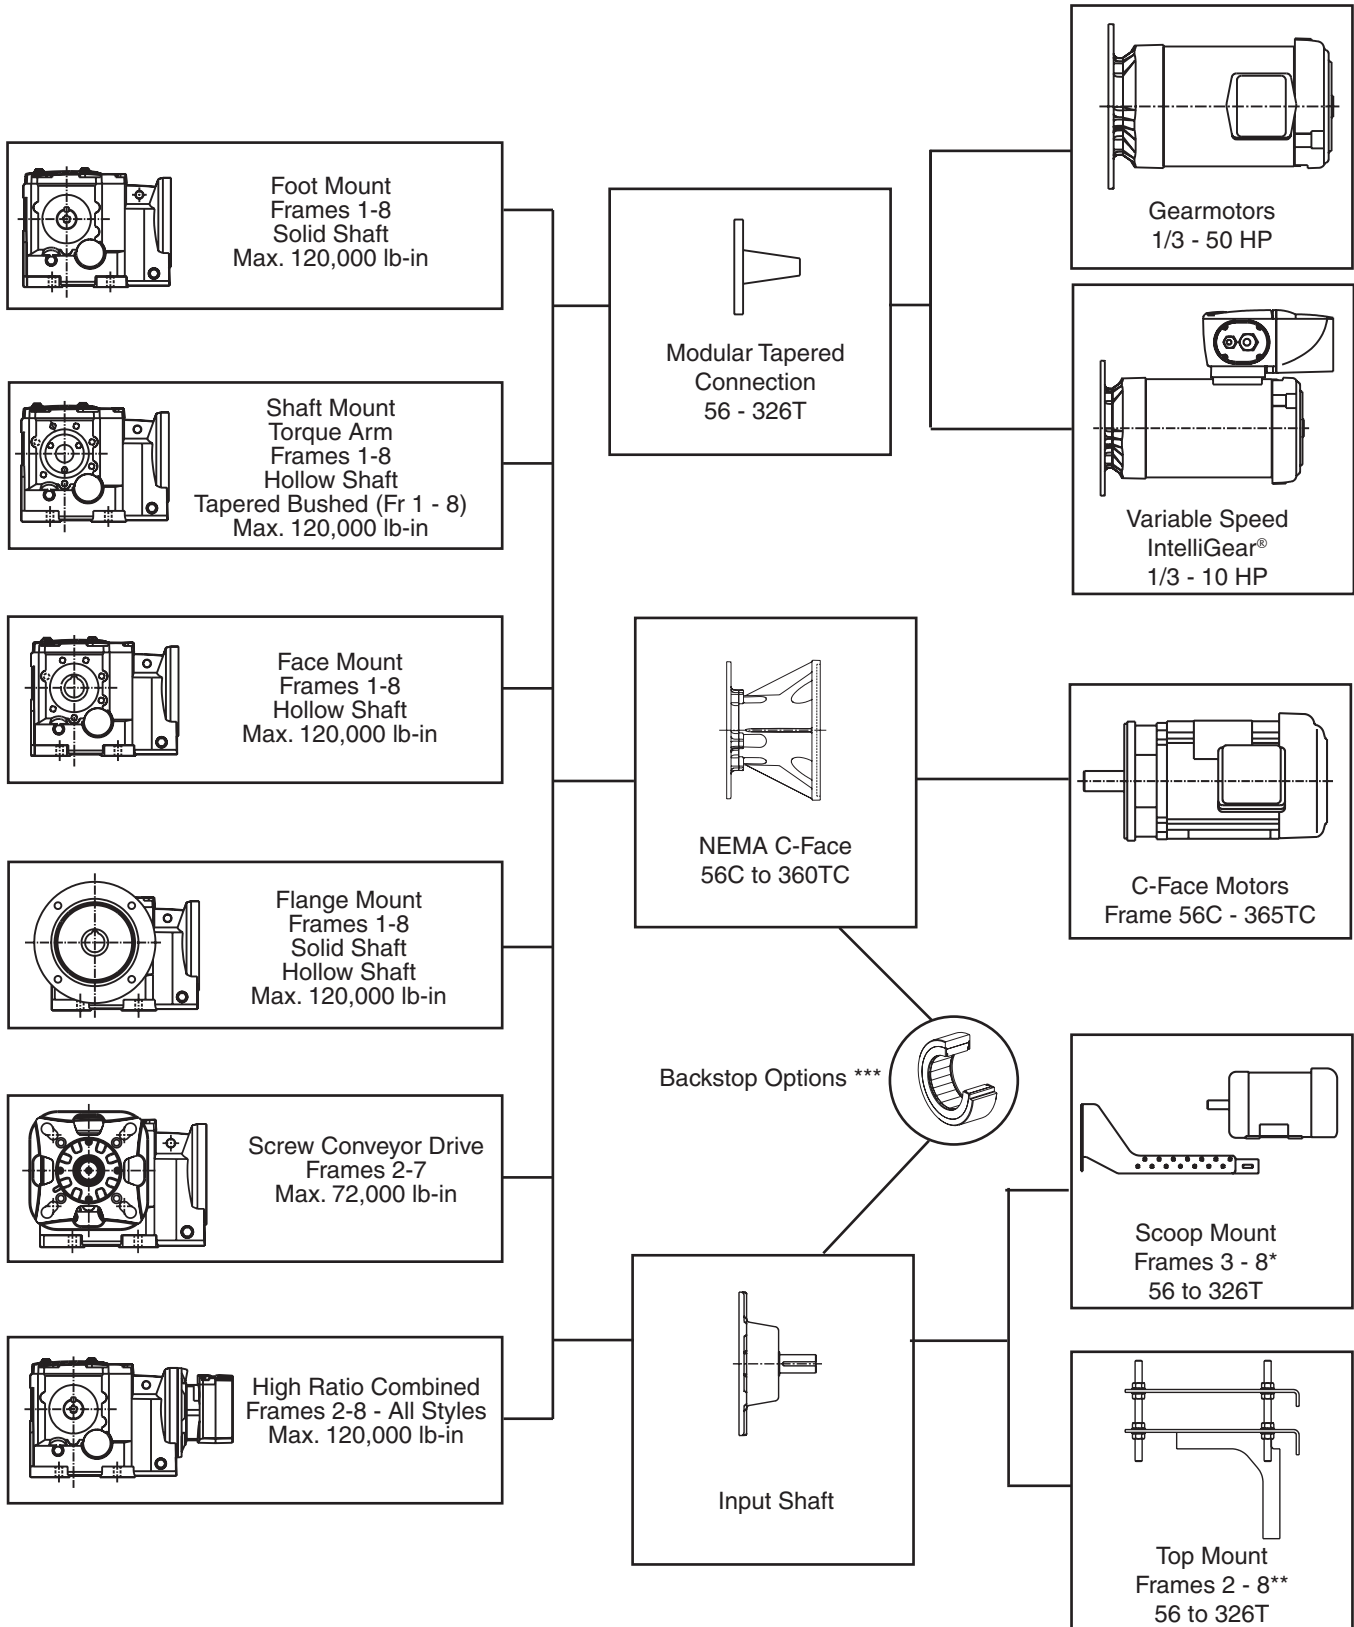 Foot Mount
Frames 1-8
Solid Shaft
Max. 120,000 lb-in
Shaft Mount
Torque Arm
Frames 1-8
Hollow Shaft
Tapered Bushed (Fr 1 - 8)
Max. 120,000 lb-in
Face Mount
Frames 1-8
Hollow Shaft
Max. 120,000 lb-in
Flange Mount
Frames 1-8
Solid Shaft
Hollow Shaft
Max. 120,000 lb-in
Screw Conveyor Drive
Frames 2-7
Max. 72,000 lb-in
High Ratio Combined
Frames 2-8 - All Styles
Max. 120,000 lb-in
Modular Tapered
Connection
56 - 326T
NEMA C-Face
56C to 360TC
Backstop Options ***
Input Shaft
Gearmotors
1/3 - 50 HP
Variable Speed
IntelliGear®
1/3 - 10 HP
C-Face Motors
Frame 56C - 365TC
Scoop Mount
Frames 3 - 8*
56 to 326T
Top Mount
Frames 2 - 8**
56 to 326T